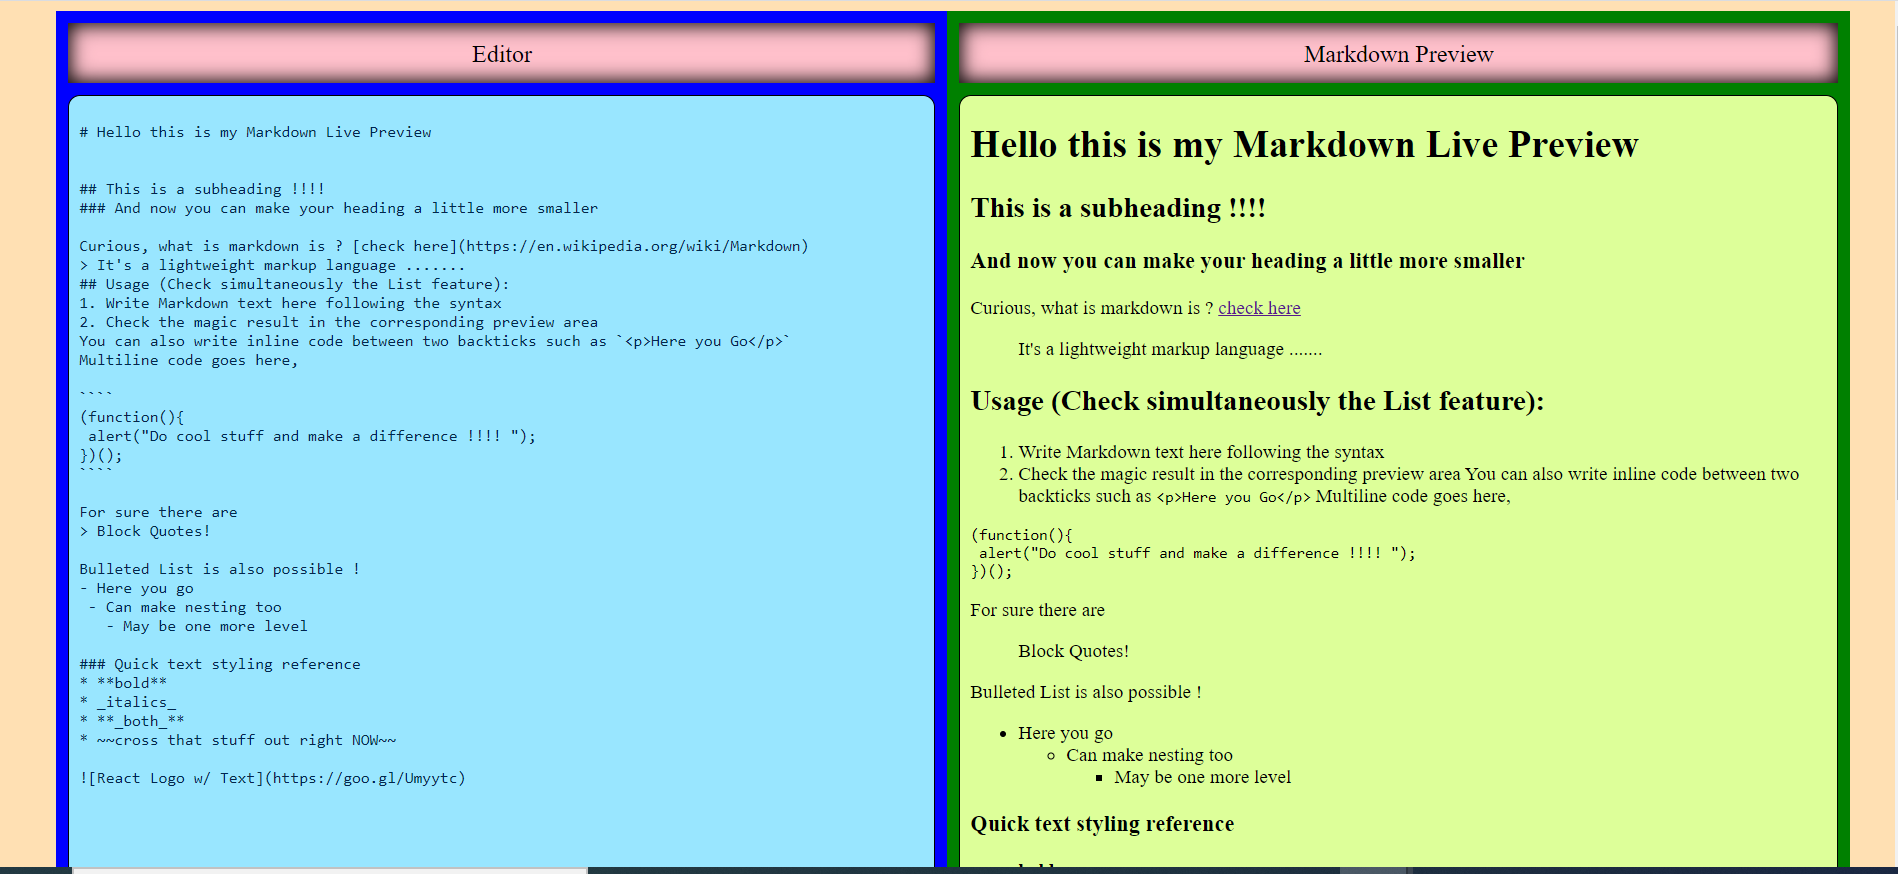 Editor
# Hello this is my Markdown Live Preview
## This is a subheading !!!!
### And now you can make your heading a little more smaller
Curious, what is markdown is ? [check here](https://en.wikipedia.org/wiki/Markdown)
> It's a lightweight markup language .......
## Usage (Check simultaneously the List feature):
1. Write Markdown text here following the syntax
2. Check the magic result in the corresponding preview area
You can also write inline code between two backticks such as `<p>Here you Go</p>`
Multiline code goes here,
````
(function(){
 alert("Do cool stuff and make a difference !!!! ");
})();
````
For sure there are
> Block Quotes!
Bulleted List is also possible !
- Here you go
 - Can make nesting too
   - May be one more level
### Quick text styling reference
* **bold**
* _italics_
* **_both_**
* ~~cross that stuff out right NOW~~
![React Logo w/ Text](https://goo.gl/Umyytc)
Markdown Preview
Hello this is my Markdown Live Preview
This is a subheading !!!!
And now you can make your heading a little more smaller
Curious, what is markdown is ? check here
It's a lightweight markup language .......
Usage (Check simultaneously the List feature):
1. Write Markdown text here following the syntax
2. Check the magic result in the corresponding preview area You can also write inline code between two
backticks such as <p>Here you Go</p> Multiline code goes here,
(function(){
 alert("Do cool stuff and make a difference !!!! ");
})();
For sure there are
Block Quotes!
Bulleted List is also possible !
• Here you go
◦ Can make nesting too
▪ May be one more level
Quick text styling reference